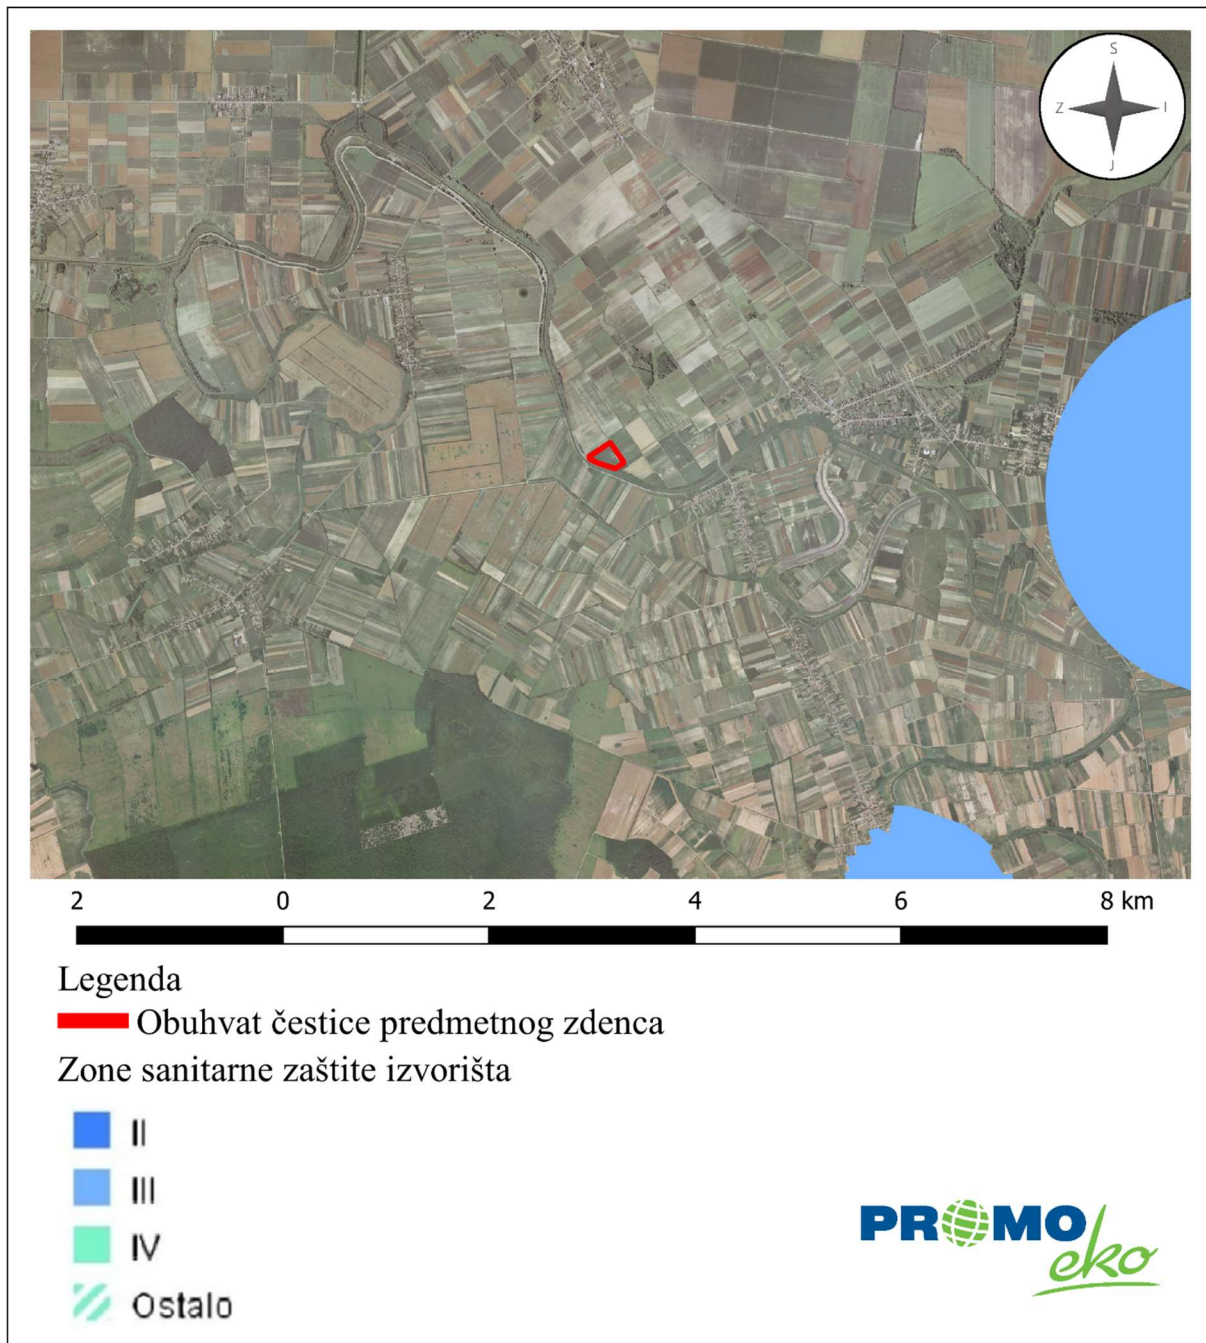 S
Z I
J
2 0 2 4 6 8 km
Legenda
Obuhvat čestice predmetnog zdenca
Zone sanitarne zaštite izvorišta
II
III
IV
Ostalo
PROMO
eko